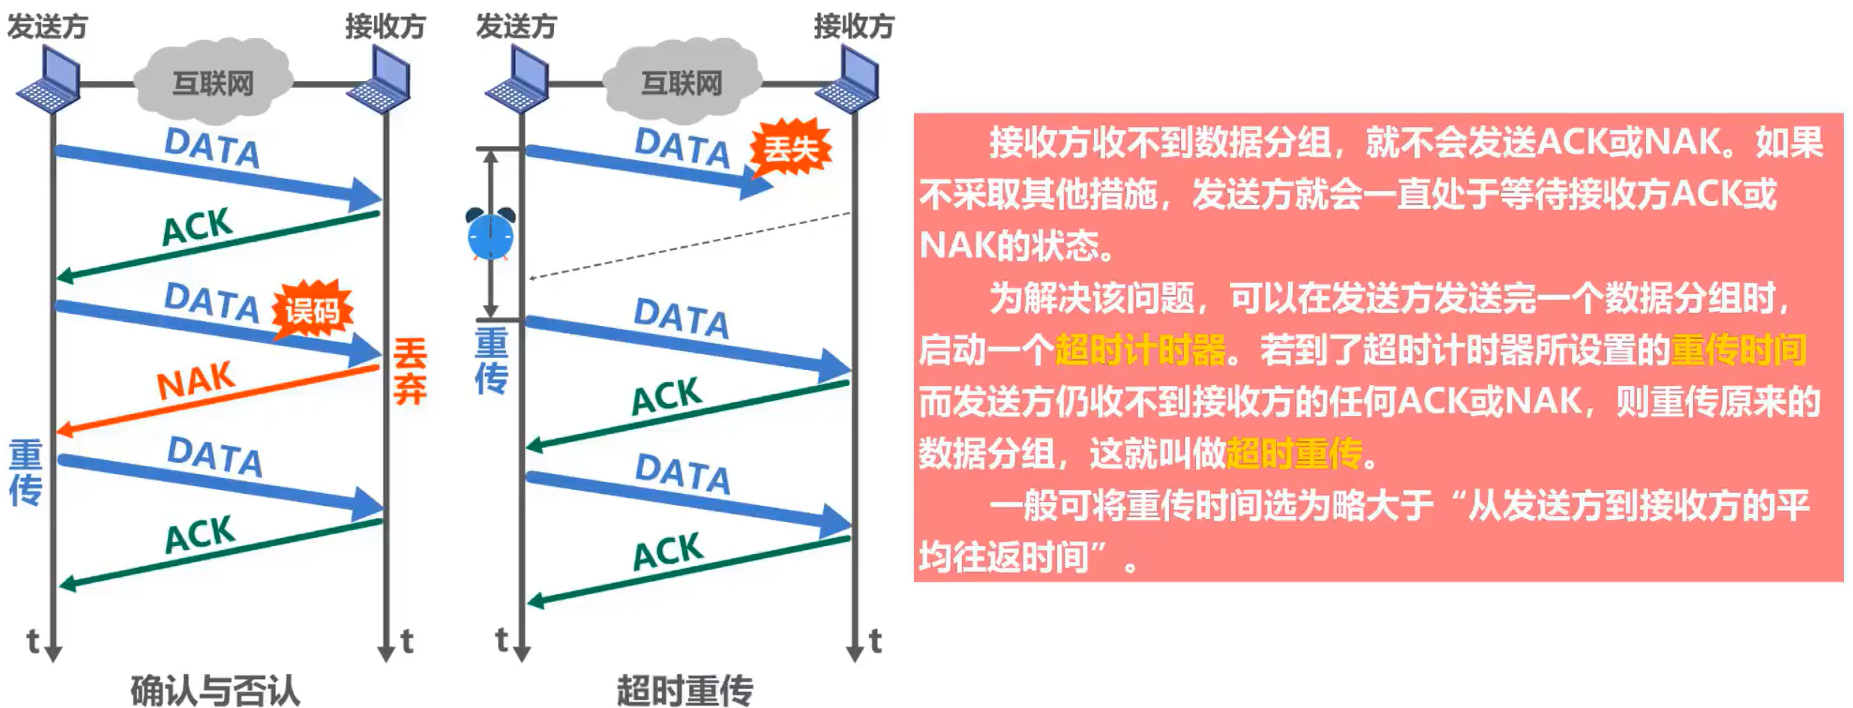 发送方
接收方
互联网
DATA
ACK
DATA
误码
丢弃
NAK
重传
DATA
ACK
t
t
确认与否认
发送方
接收方
互联网
DATA
丢失
重传
DATA
ACK
DATA
ACK
t
t
超时重传
接收方收不到数据分组，就不会发送ACK或NAK。如果
不采取其他措施，发送方就会一直处于等待接收方ACK或
NAK的状态。
为解决该问题，可以在发送方发送完一个数据分组时，
启动一个超时计时器。若到了超时计时器所设置的重传时间
而发送方仍收不到接收方的任何ACK或NAK，则重传原来的
数据分组，这就叫做超时重传。
一般可将重传时间选为略大于“从发送方到接收方的平
均往返时间”。